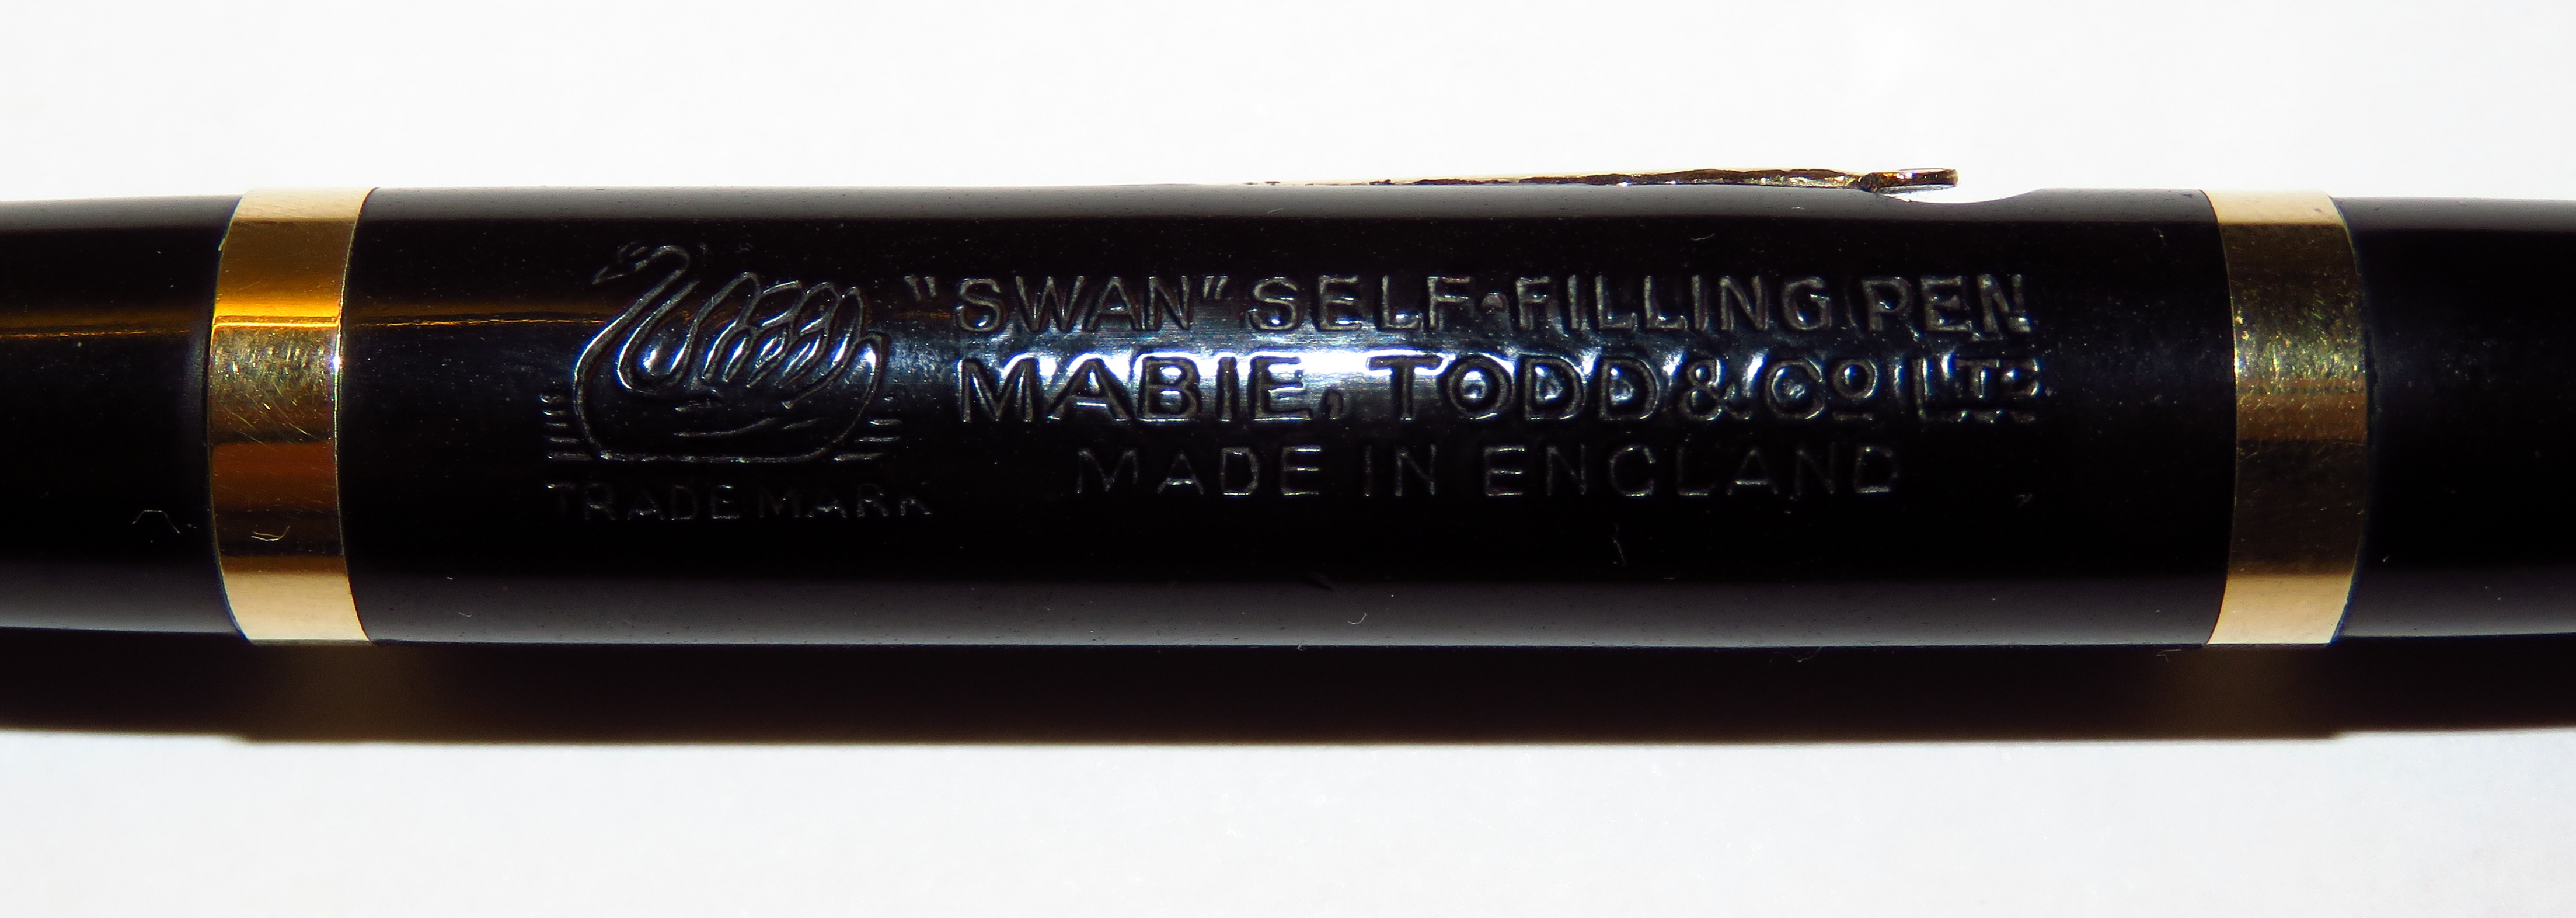 "SWAN" SELF-FILLING PEN
MABIE, TODD & Co LTD.
MADE IN ENGLAND
TRADE MARK